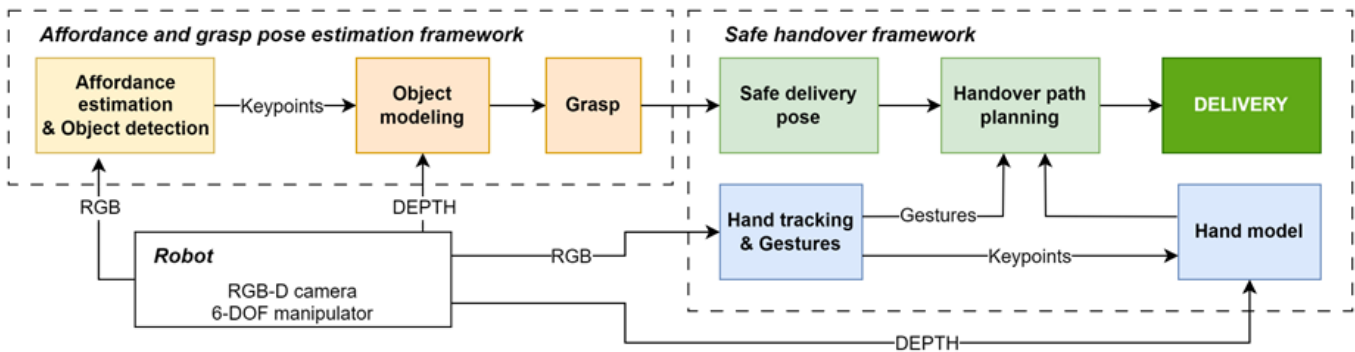 Affordance and grasp pose estimation framework
Affordance
estimation
& Object detection
Keypoints
Object
modeling
Grasp
Safe handover framework
Safe delivery
pose
Handover path
planning
DELIVERY
RGB
DEPTH
Robot
RGB-D camera
6-DOF manipulator
RGB
Hand tracking
& Gestures
Gestures
Keypoints
Hand model
DEPTH